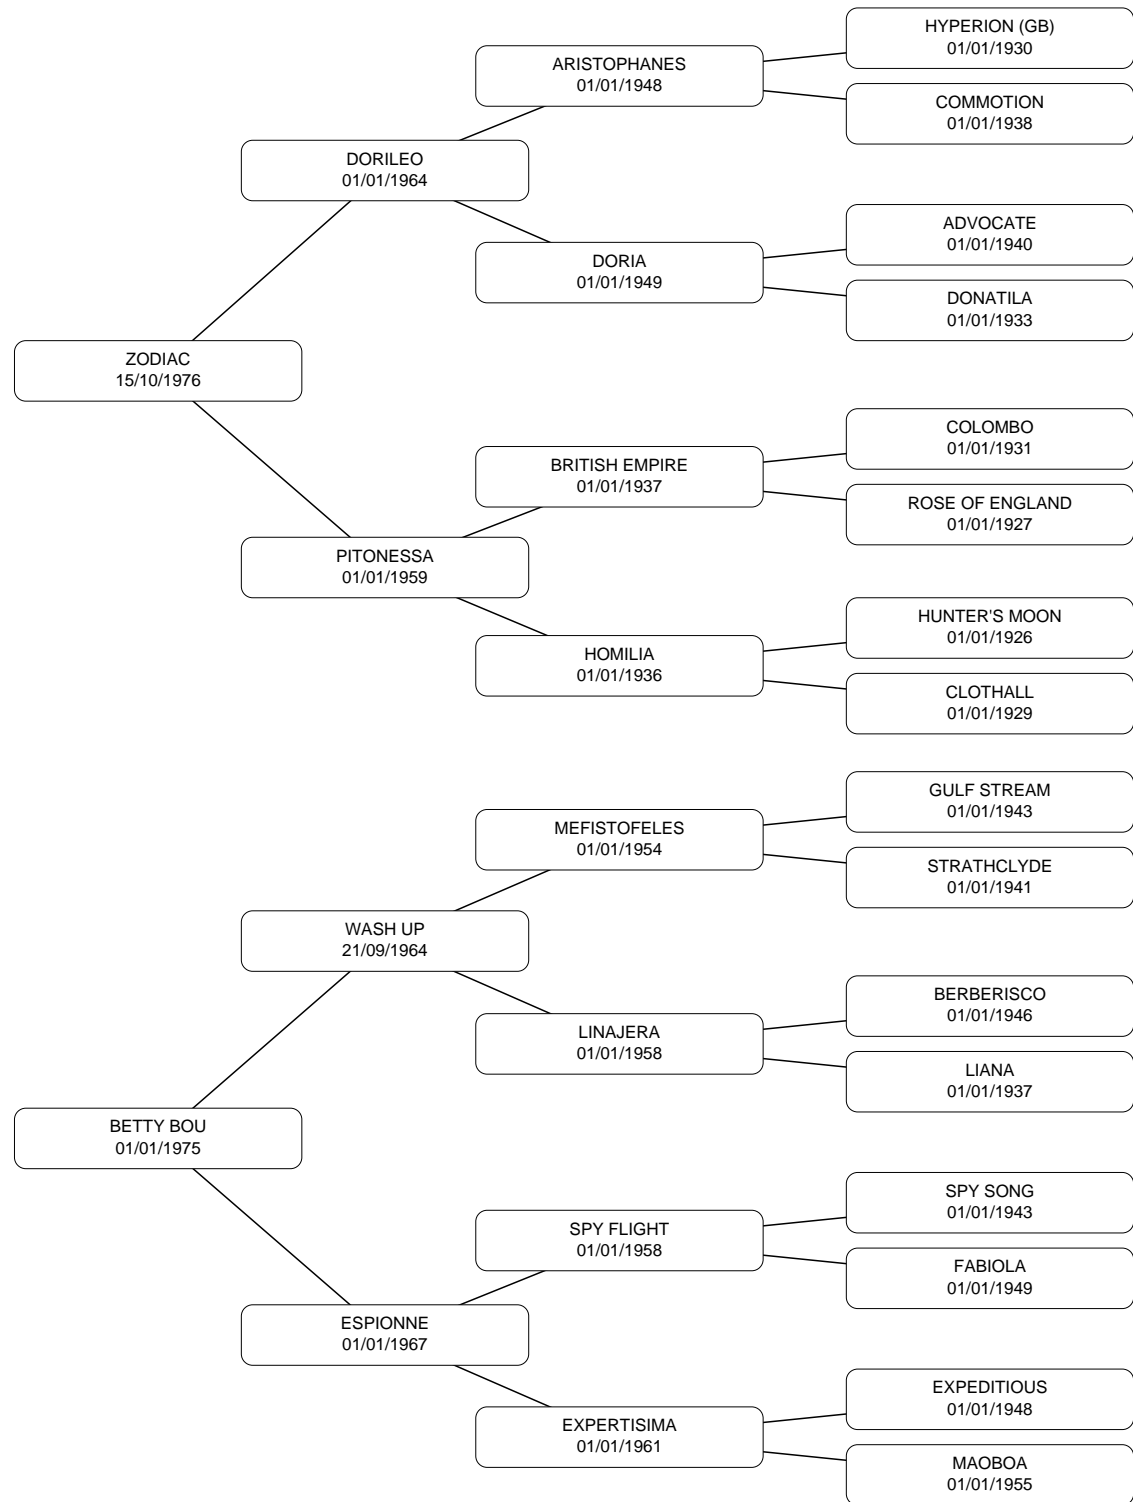 HYPERION (GB)
01/01/1930
ARISTOPHANES
01/01/1948
COMMOTION
01/01/1938
DORILEO
01/01/1964
ADVOCATE
01/01/1940
DORIA
01/01/1949
DONATILA
01/01/1933
ZODIAC
15/10/1976
COLOMBO
01/01/1931
BRITISH EMPIRE
01/01/1937
ROSE OF ENGLAND
01/01/1927
PITONESSA
01/01/1959
HUNTER'S MOON
01/01/1926
HOMILIA
01/01/1936
CLOTHALL
01/01/1929
GULF STREAM
01/01/1943
MEFISTOFELES
01/01/1954
STRATHCLYDE
01/01/1941
WASH UP
21/09/1964
BERBERISCO
01/01/1946
LINAJERA
01/01/1958
LIANA
01/01/1937
BETTY BOU
01/01/1975
SPY SONG
01/01/1943
SPY FLIGHT
01/01/1958
FABIOLA
01/01/1949
ESPIONNE
01/01/1967
EXPEDITIOUS
01/01/1948
EXPERTISIMA
01/01/1961
MAOBOA
01/01/1955